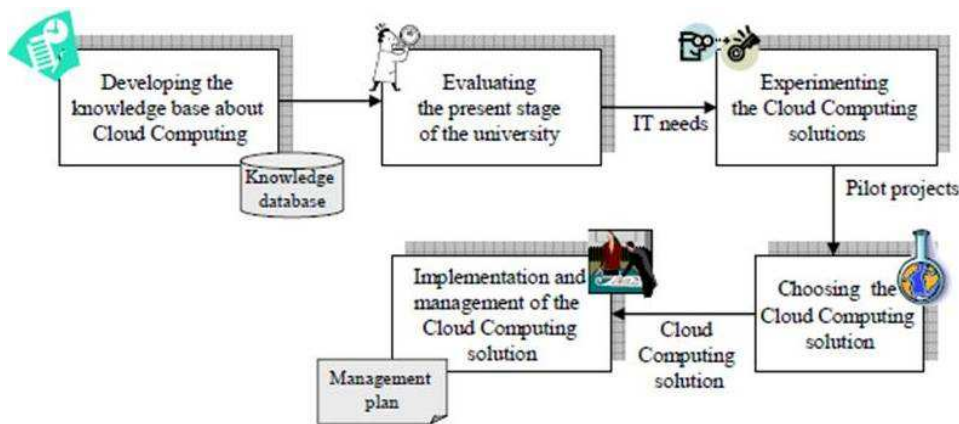 Developing the
knowledge base about
Cloud Computing
Knowledge
database
Evaluating
the present stage
of the university
IT needs
Experimenting
the Cloud Computing
solutions
Pilot projects
Choosing the
Cloud Computing
solution
Cloud
Computing
solution
Implementation and
management of the
Cloud Computing
solution
Management
plan